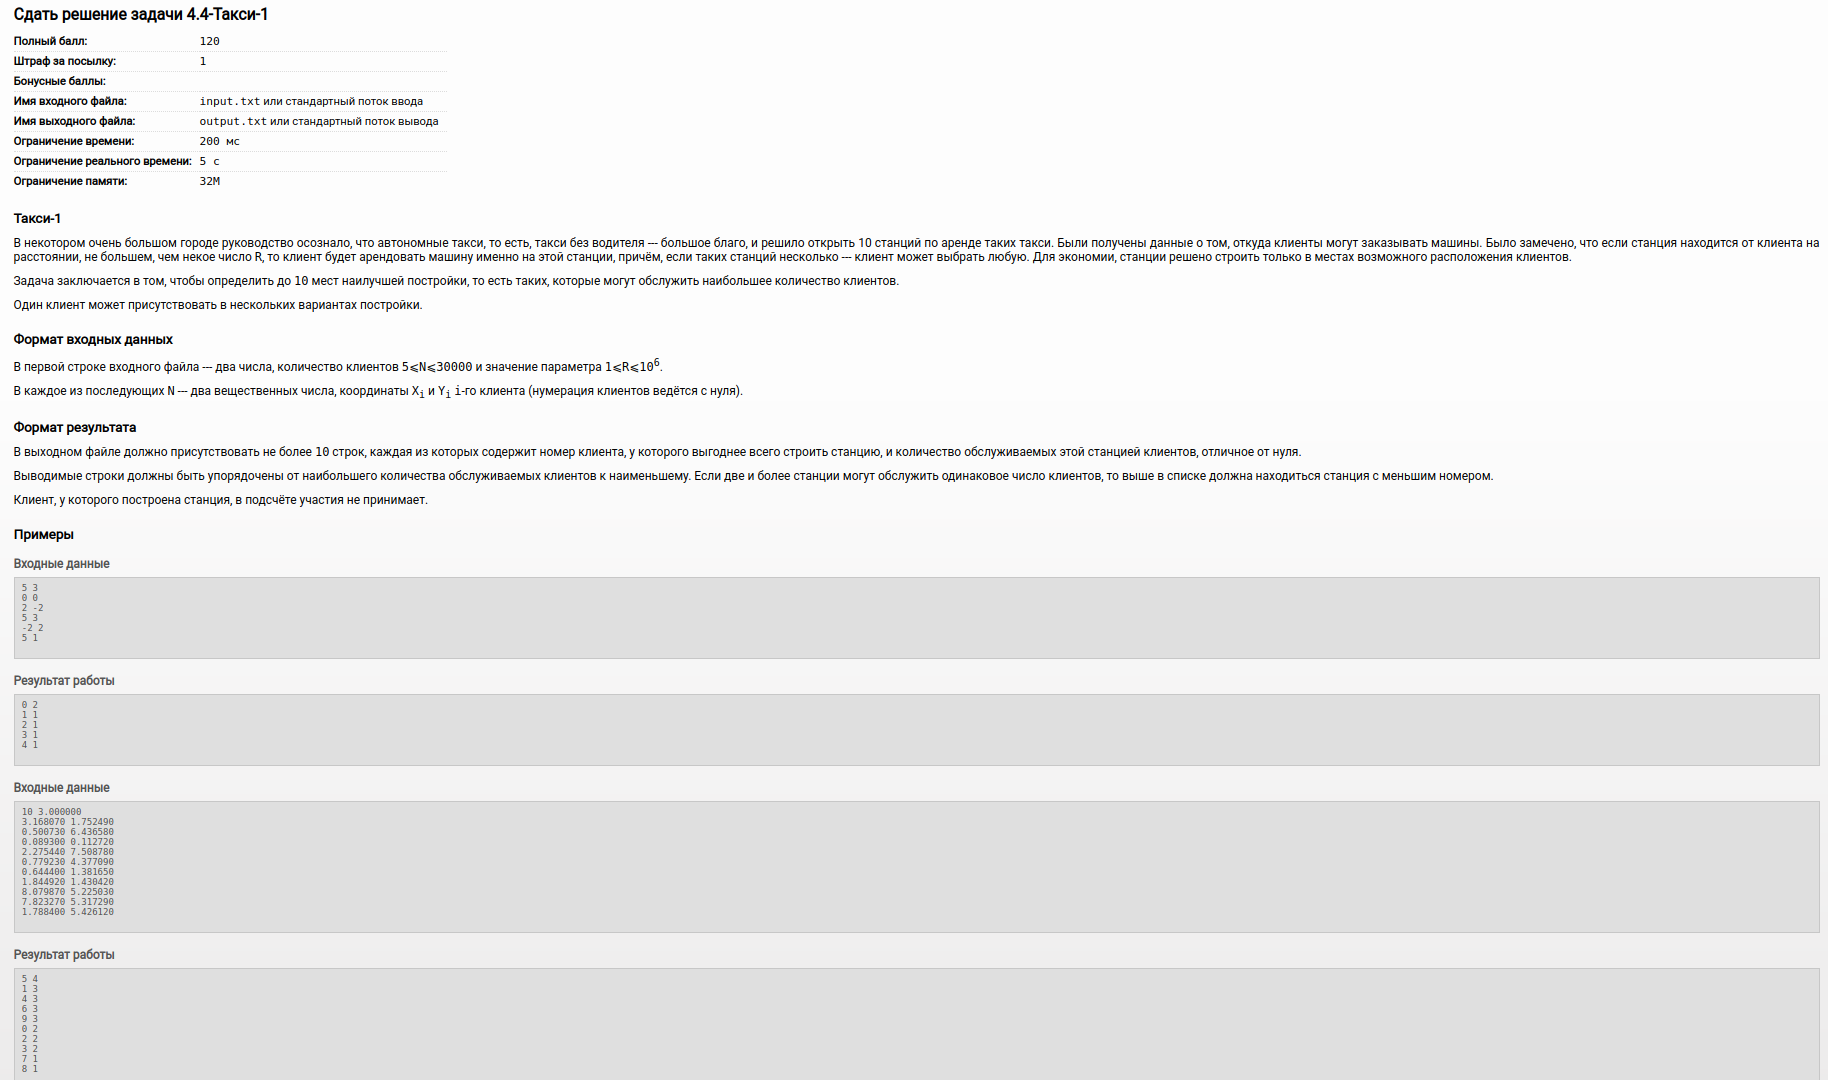 Сдать решение задачи 4.4-Такси-1
Полный балл: 120
Штраф за посылку: 1
Бонусные баллы:
Имя входного файла: input.txt или стандартный поток ввода
Имя выходного файла: output.txt или стандартный поток вывода
Ограничение времени: 200 мс
Ограничение реального времени: 5 с
Ограничение памяти: 32M
Такси-1
В некотором очень большом городе руководство осознало, что автономные такси, то есть, такси без водителя --- большое благо, и решило открыть 10 станций по аренде таких такси. Были получены данные о том, откуда клиенты могут заказывать машины. Было замечено, что если станция находится от клиента на
расстоянии, не большем, чем некое число R, то клиент будет арендовать машину именно на этой станции, причём, если таких станций несколько --- клиент может выбрать любую. Для экономии, станции решено строить только в местах возможного расположения клиентов.
Задача заключается в том, чтобы определить до 10 мест наилучшей постройки, то есть таких, которые могут обслужить наибольшее количество клиентов.
Один клиент может присутствовать в нескольких вариантах постройки.
Формат входных данных
В первой строке входного файла --- два числа, количество клиентов 5⩽N⩽30000 и значение параметра 1⩽R⩽10^6.
В каждое из последующих N --- два вещественных числа, координаты X_i и Y_i i-го клиента (нумерация клиентов ведётся с нуля).
Формат результата
В выходном файле должно присутствовать не более 10 строк, каждая из которых содержит номер клиента, у которого выгоднее всего строить станцию, и количество обслуживаемых этой станцией клиентов, отличное от нуля.
Выводимые строки должны быть упорядочены от наибольшего количества обслуживаемых клиентов к наименьшему. Если две и более станции могут обслужить одинаковое число клиентов, то выше в списке должна находиться станция с меньшим номером.
Клиент, у которого построена станция, в подсчёте участия не принимает.
Примеры
Входные данные
5 3
0 0
2 -2
5 3
-2 2
5 1
Результат работы
0 2
1 1
2 1
3 1
4 1
Входные данные
10 3.000000
3.168070 1.752490
0.500730 6.436580
0.089300 0.112720
2.275440 7.508780
0.779230 4.377090
0.644400 1.381650
1.844920 1.430420
8.079870 5.225030
7.823270 5.317290
1.788400 5.426120
Результат работы
5 4
1 3
4 3
6 3
9 3
0 2
2 2
3 2
7 1
8 1